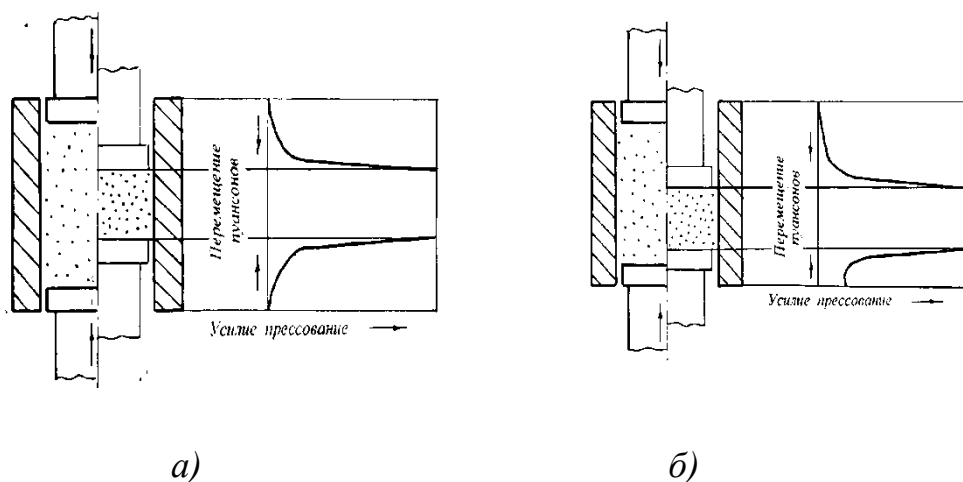 Перемещение
пуансонов
Усилие прессование
Перемещение
пуансонов
Усилие прессование
а)
б)